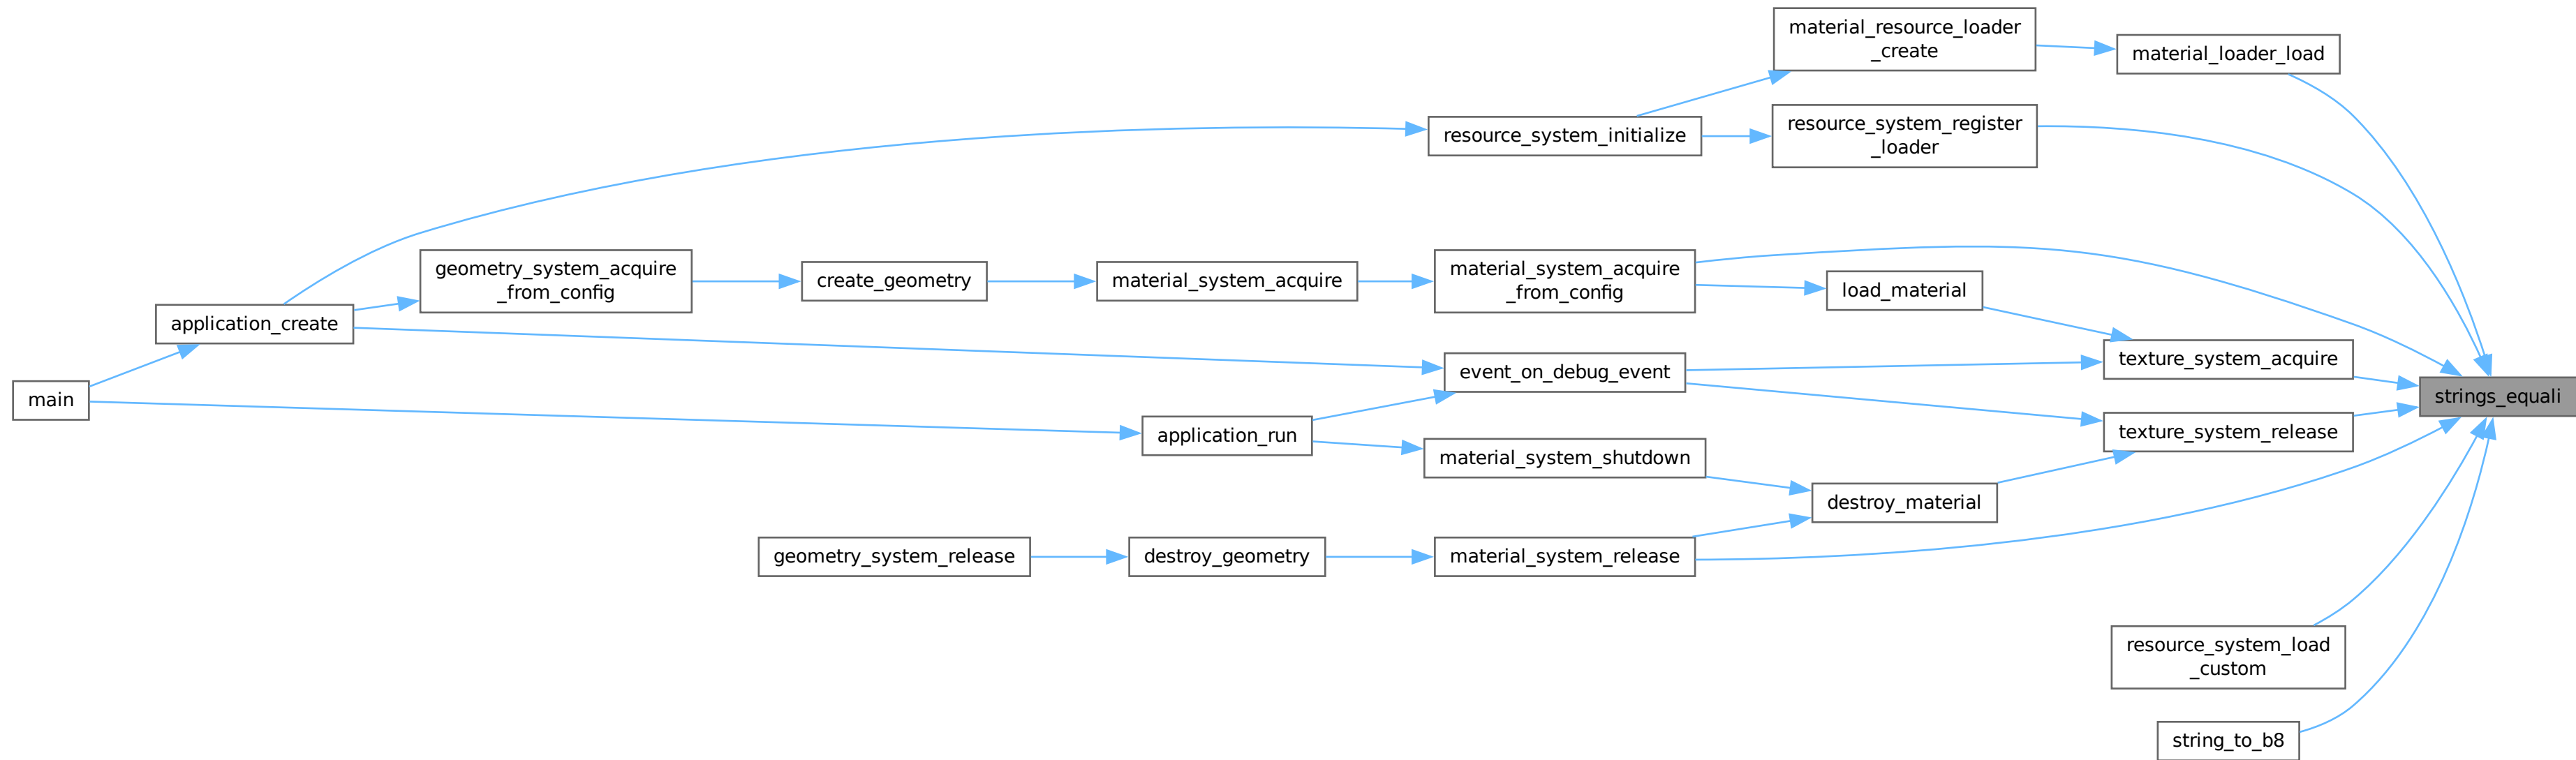 material_resource_loader
_create
material_loader_load
resource_system_initialize
resource_system_register
_loader
geometry_system_acquire
_from_config
create_geometry
material_system_acquire
material_system_acquire
_from_config
load_material
application_create
event_on_debug_event
texture_system_acquire
main
strings_equali
application_run
texture_system_release
material_system_shutdown
destroy_material
geometry_system_release
destroy_geometry
material_system_release
resource_system_load
_custom
string_to_b8